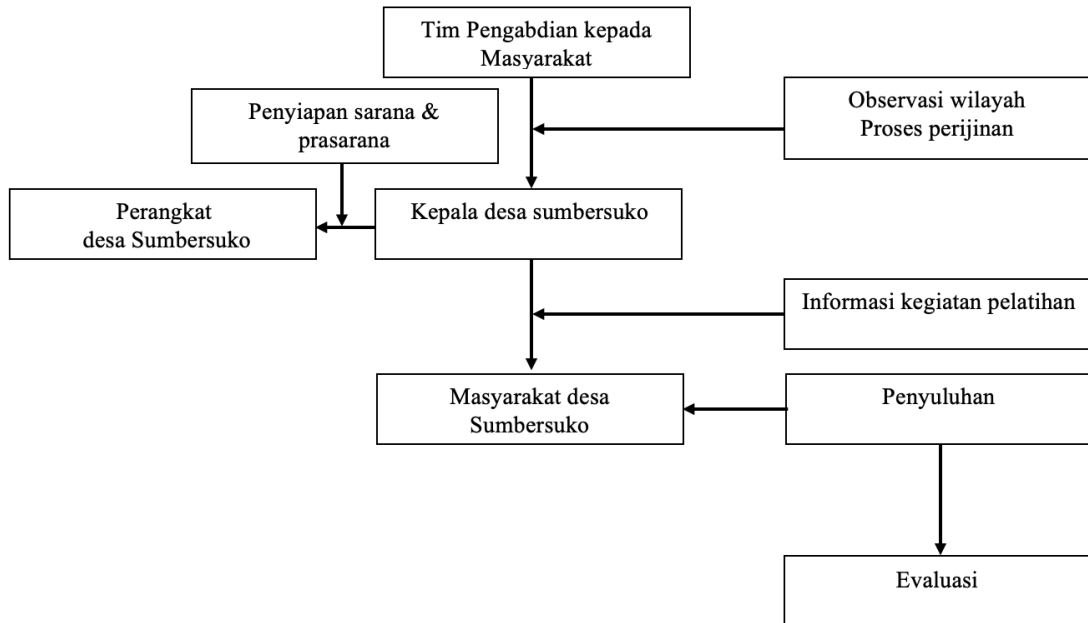 Tim Pengabdian kepada
Masyarakat
Penyiapan sarana &
prasarana
Observasi wilayah
Proses perijinan
Perangkat
desa Sumbersuko
Kepala desa sumbersuko
Informasi kegiatan pelatihan
Masyarakat desa
Sumbersuko
Penyuluhan
Evaluasi